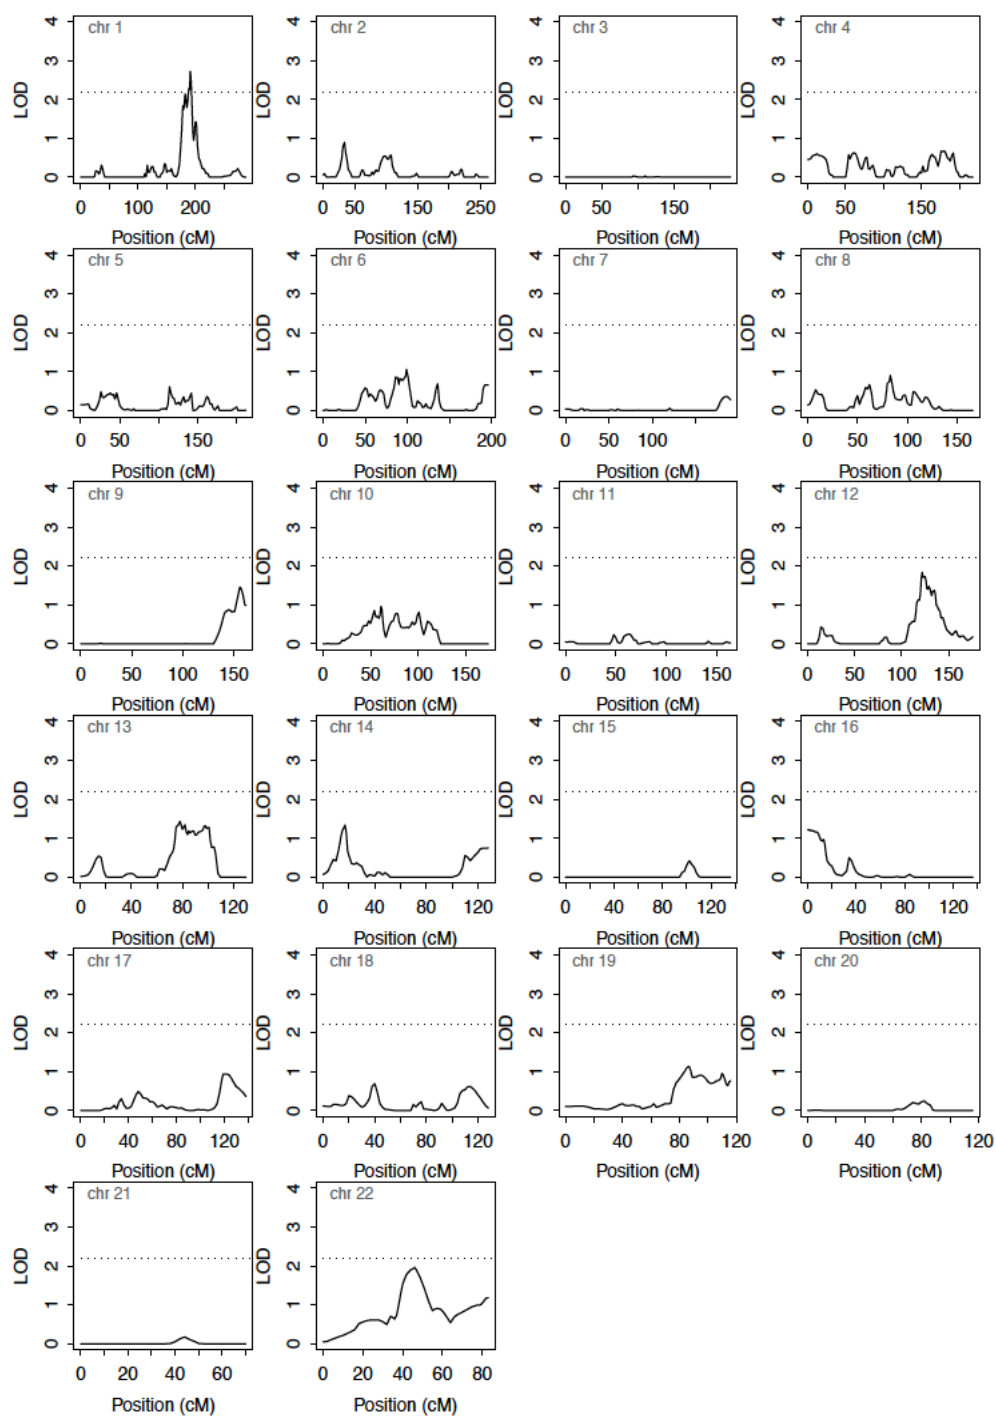 chr 1
chr 2
chr 3
chr 4
4 4 4 4
3 3 3 3
LOD LOD LOD LOD
2 2 2 2
1 1 1 1
0 0 0 0
0 100 200
0 50 150 250
0 50 150
0 50 150
Position (cM) Position (cM) Position (cM) Position (cM)
chr 5
chr 6
chr 7
chr 8
4 4 4 4
3 3 3 3
LOD LOD LOD LOD
2 2 2 2
1 1 1 1
0 0 0 0
0 50 150
0 50 100 200
0 50 100
0 50 100 150
Position (cM) Position (cM) Position (cM) Position (cM)
chr 9
chr 10
chr 11
chr 12
4 4 4 4
3 3 3 3
LOD LOD LOD LOD
2 2 2 2
1 1 1 1
0 0 0 0
0 50 100 150
0 50 100 150
0 50 100 150
0 50 100 150
Position (cM) Position (cM) Position (cM) Position (cM)
chr 13
chr 14
chr 15
chr 16
4 4 4 4
3 3 3 3
LOD LOD LOD LOD
2 2 2 2
1 1 1 1
0 0 0 0
0 40 80 120
0 40 80 120
0 40 80 120
0 40 80 120
Position (cM) Position (cM) Position (cM) Position (cM)
chr 17
chr 18
chr 19
chr 20
4 4 4 4
3 3 3 3
LOD LOD LOD LOD
2 2 2 2
1 1 1 1
0 0 0 0
0 40 80 120
0 40 80 120
0 40 80 120
0 40 80 120
Position (cM) Position (cM) Position (cM) Position (cM)
chr 21
chr 22
4 4
3 3
LOD LOD
2 2
1 1
0 0
0 20 40 60
0 20 40 60 80
Position (cM) Position (cM)